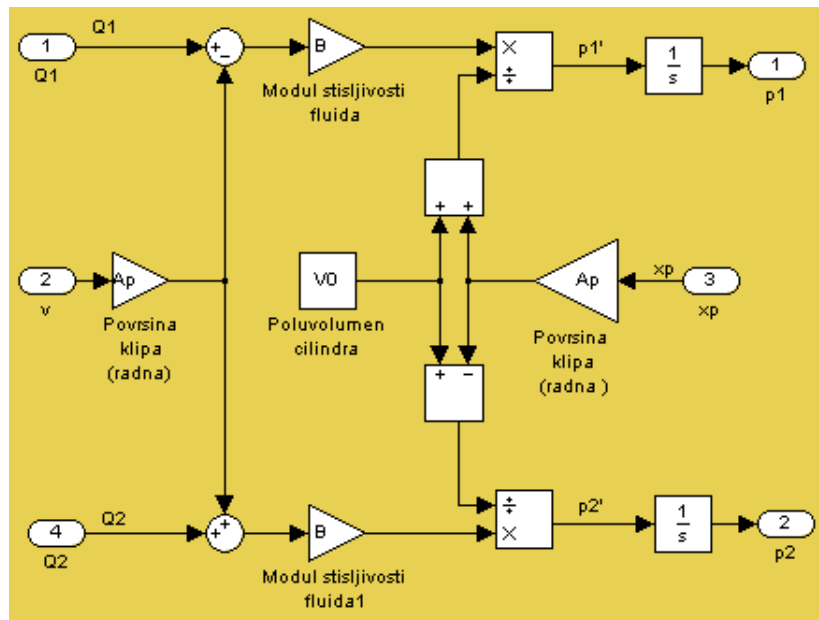 Q1
1
Q1
+
−
B
Modul stisljivosti
fluida
×
÷
p1'
1
s
1
p1
+ +
2
v
Ap
Povrsina
klipa
(radna)
V0
Poluvolumen
cilindra
Ap
Povrsina
klipa
(radna )
xp
3
xp
+ −
Q2
4
Q2
+
+
B
Modul stisljivosti
fluida1
÷
×
p2'
1
s
2
p2